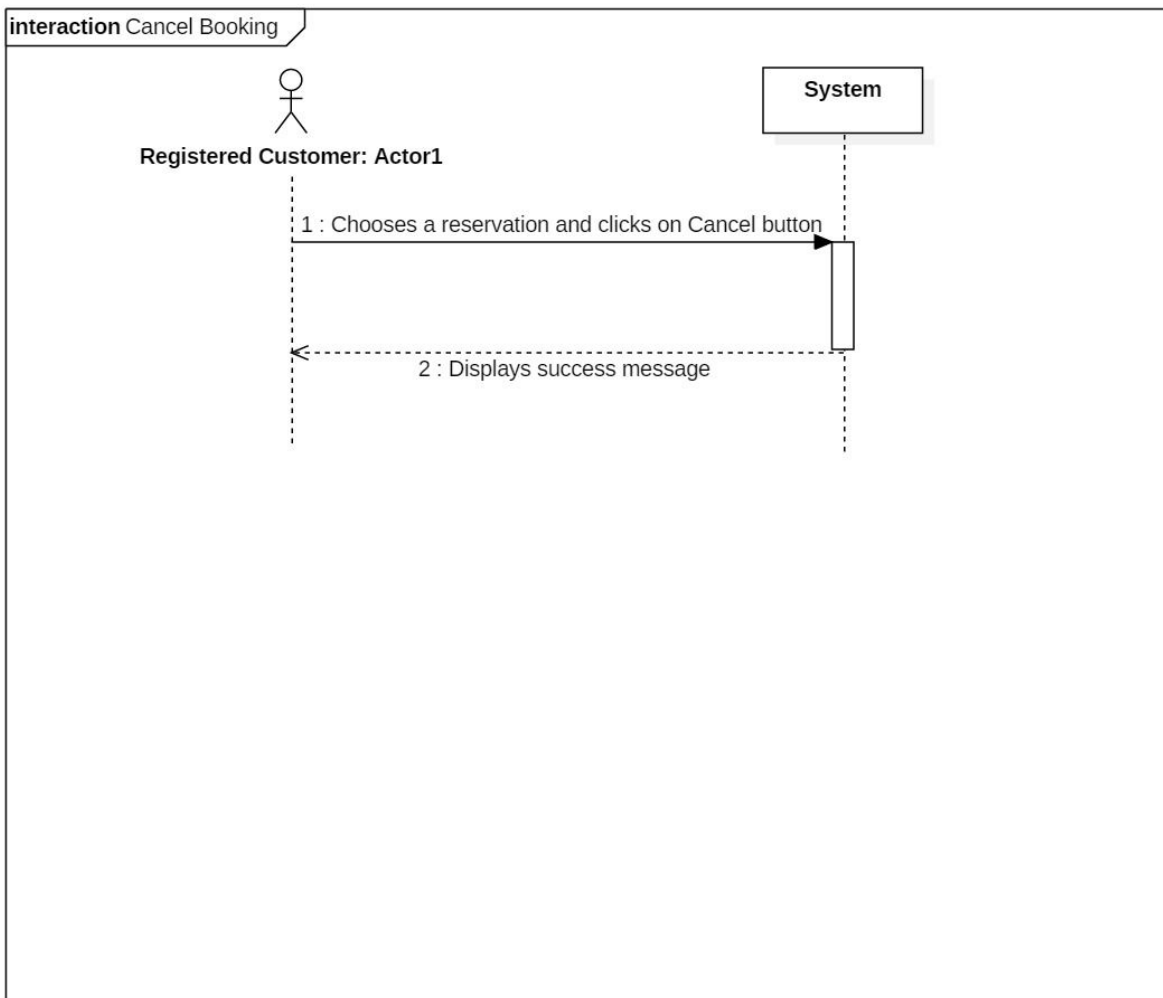 interaction Cancel Booking
System
Registered Customer: Actor1
1 : Chooses a reservation and clicks on Cancel button
2 : Displays success message